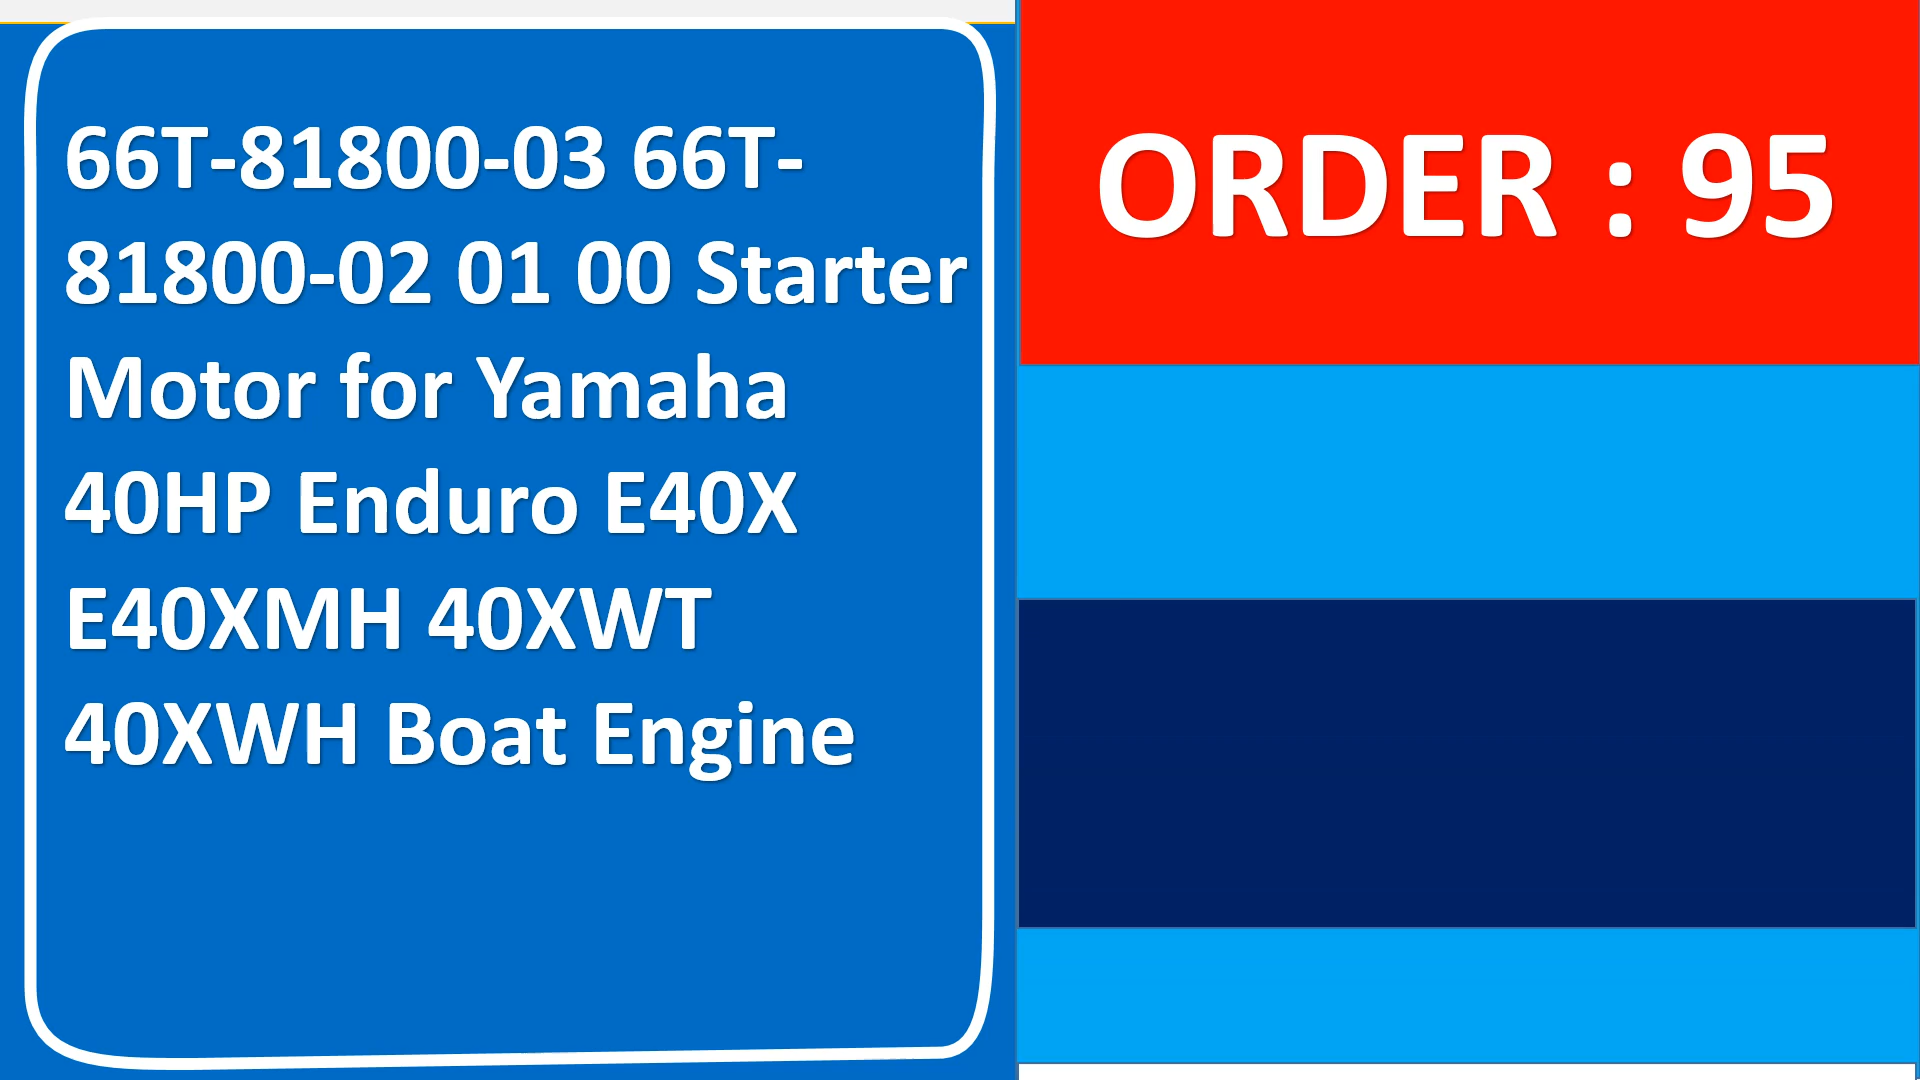 66T-81800-03 66T-
81800-02 01 00 Starter
Motor for Yamaha
40HP Enduro E40X
E40XMH 40XWT
40XWH Boat Engine
ORDER : 95